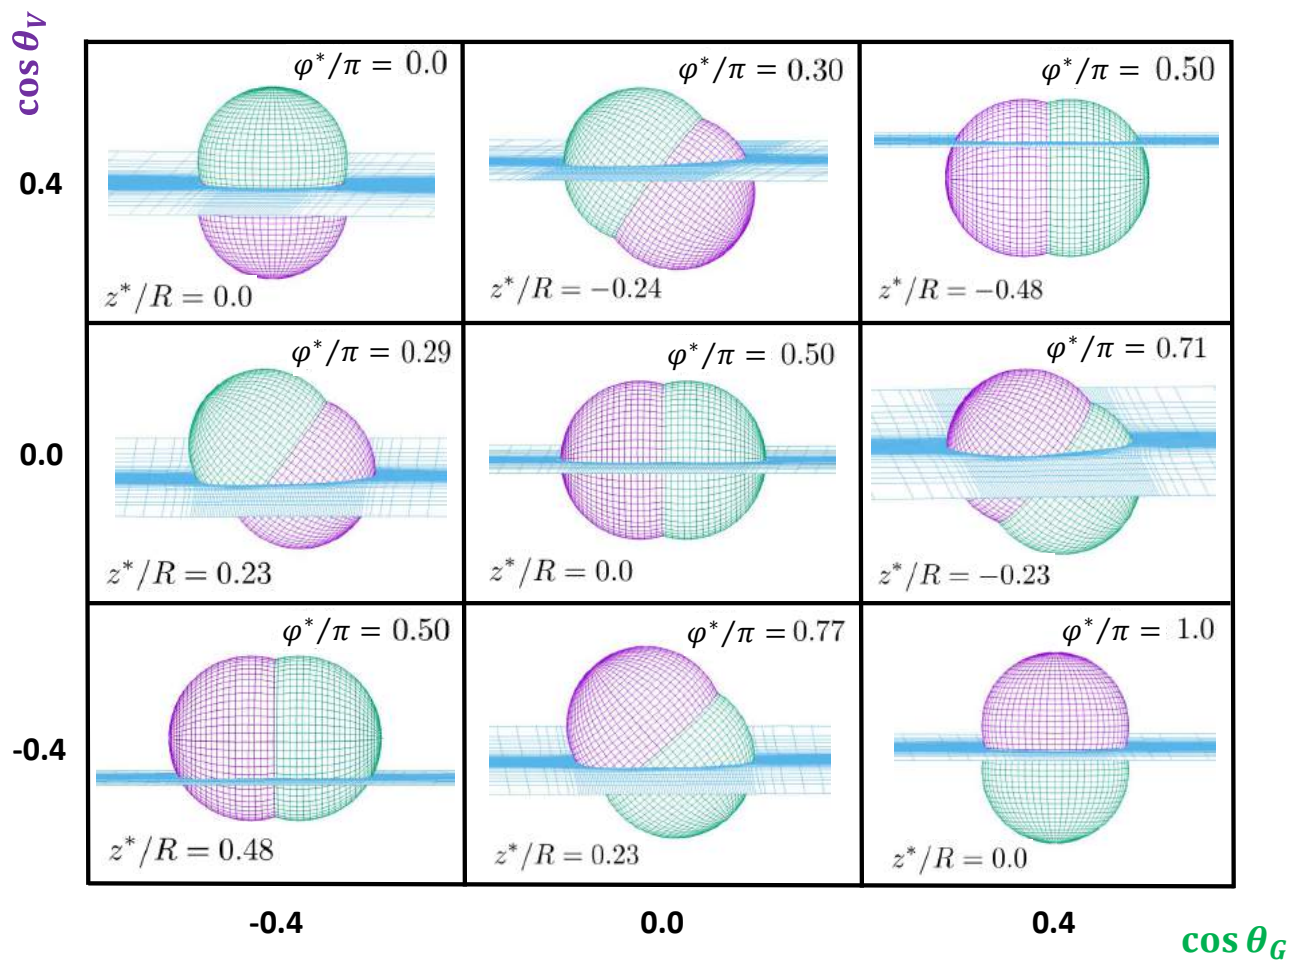 cos θ_V
φ*/π = 0.0
φ*/π = 0.30
φ*/π = 0.50
0.4
z*/R = 0.0
z*/R = −0.24
z*/R = −0.48
φ*/π = 0.29
φ*/π = 0.50
φ*/π = 0.71
0.0
z*/R = 0.23
z*/R = 0.0
z*/R = −0.23
φ*/π = 0.50
φ*/π = 0.77
φ*/π = 1.0
-0.4
z*/R = 0.48
z*/R = 0.23
z*/R = 0.0
-0.4
0.0
0.4
cos θ_G